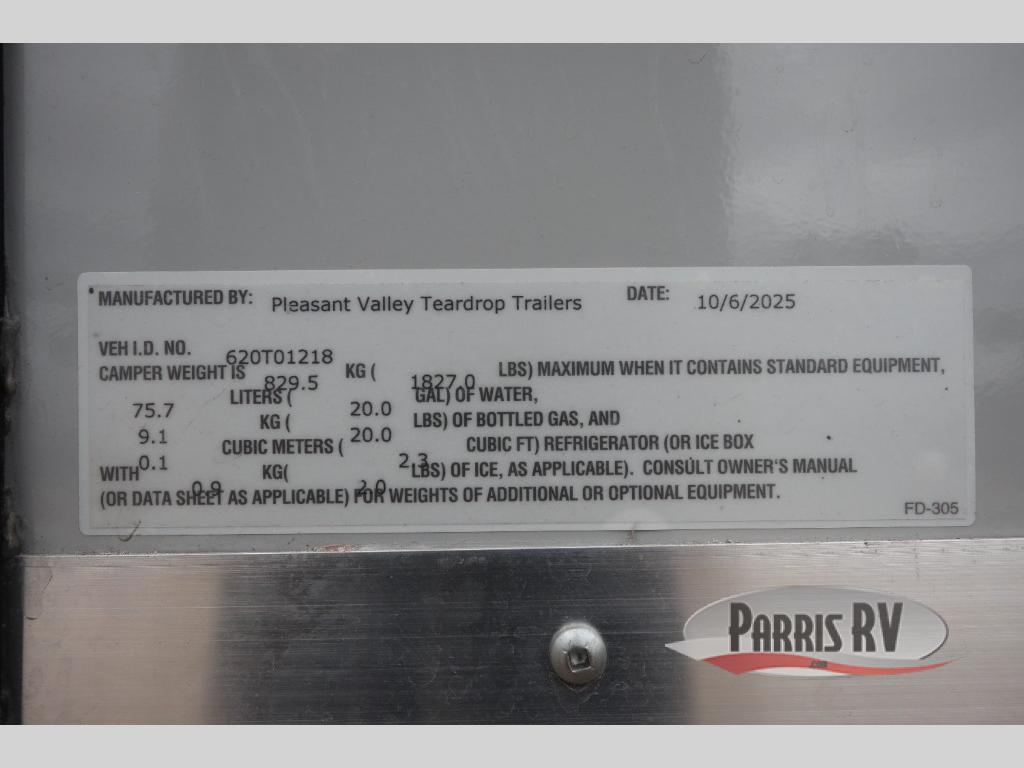 MANUFACTURED BY: Pleasant Valley Teardrop Trailers DATE: 10/6/2025
VEH I.D. NO. 620T01218
CAMPER WEIGHT IS 829.5 KG ( 1827.0 LBS) MAXIMUM WHEN IT CONTAINS STANDARD EQUIPMENT,
75.7 LITERS ( 20.0 GAL) OF WATER,
9.1 KG ( 20.0 LBS) OF BOTTLED GAS, AND
0.1 CUBIC METERS ( 2.3 CUBIC FT) REFRIGERATOR (OR ICE BOX
WITH 0.9 KG( 2.0 LBS) OF ICE, AS APPLICABLE). CONSULT OWNER'S MANUAL
(OR DATA SHEET AS APPLICABLE) FOR WEIGHTS OF ADDITIONAL OR OPTIONAL EQUIPMENT.
FD-305
PARRIS RV
.com